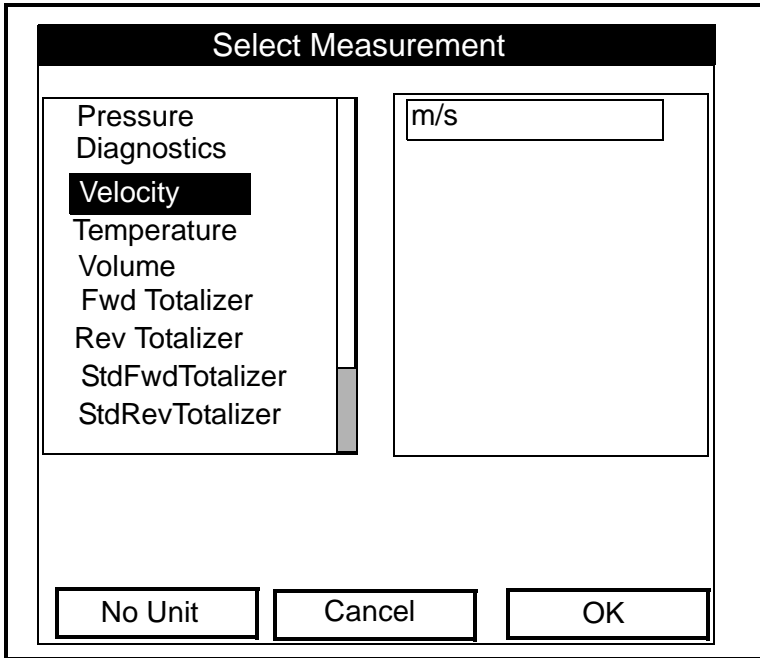 Select Measurement
Pressure
Diagnostics
Velocity
Temperature
Volume
Fwd Totalizer
Rev Totalizer
StdFwdTotalizer
StdRevTotalizer
m/s
No Unit
Cancel
OK